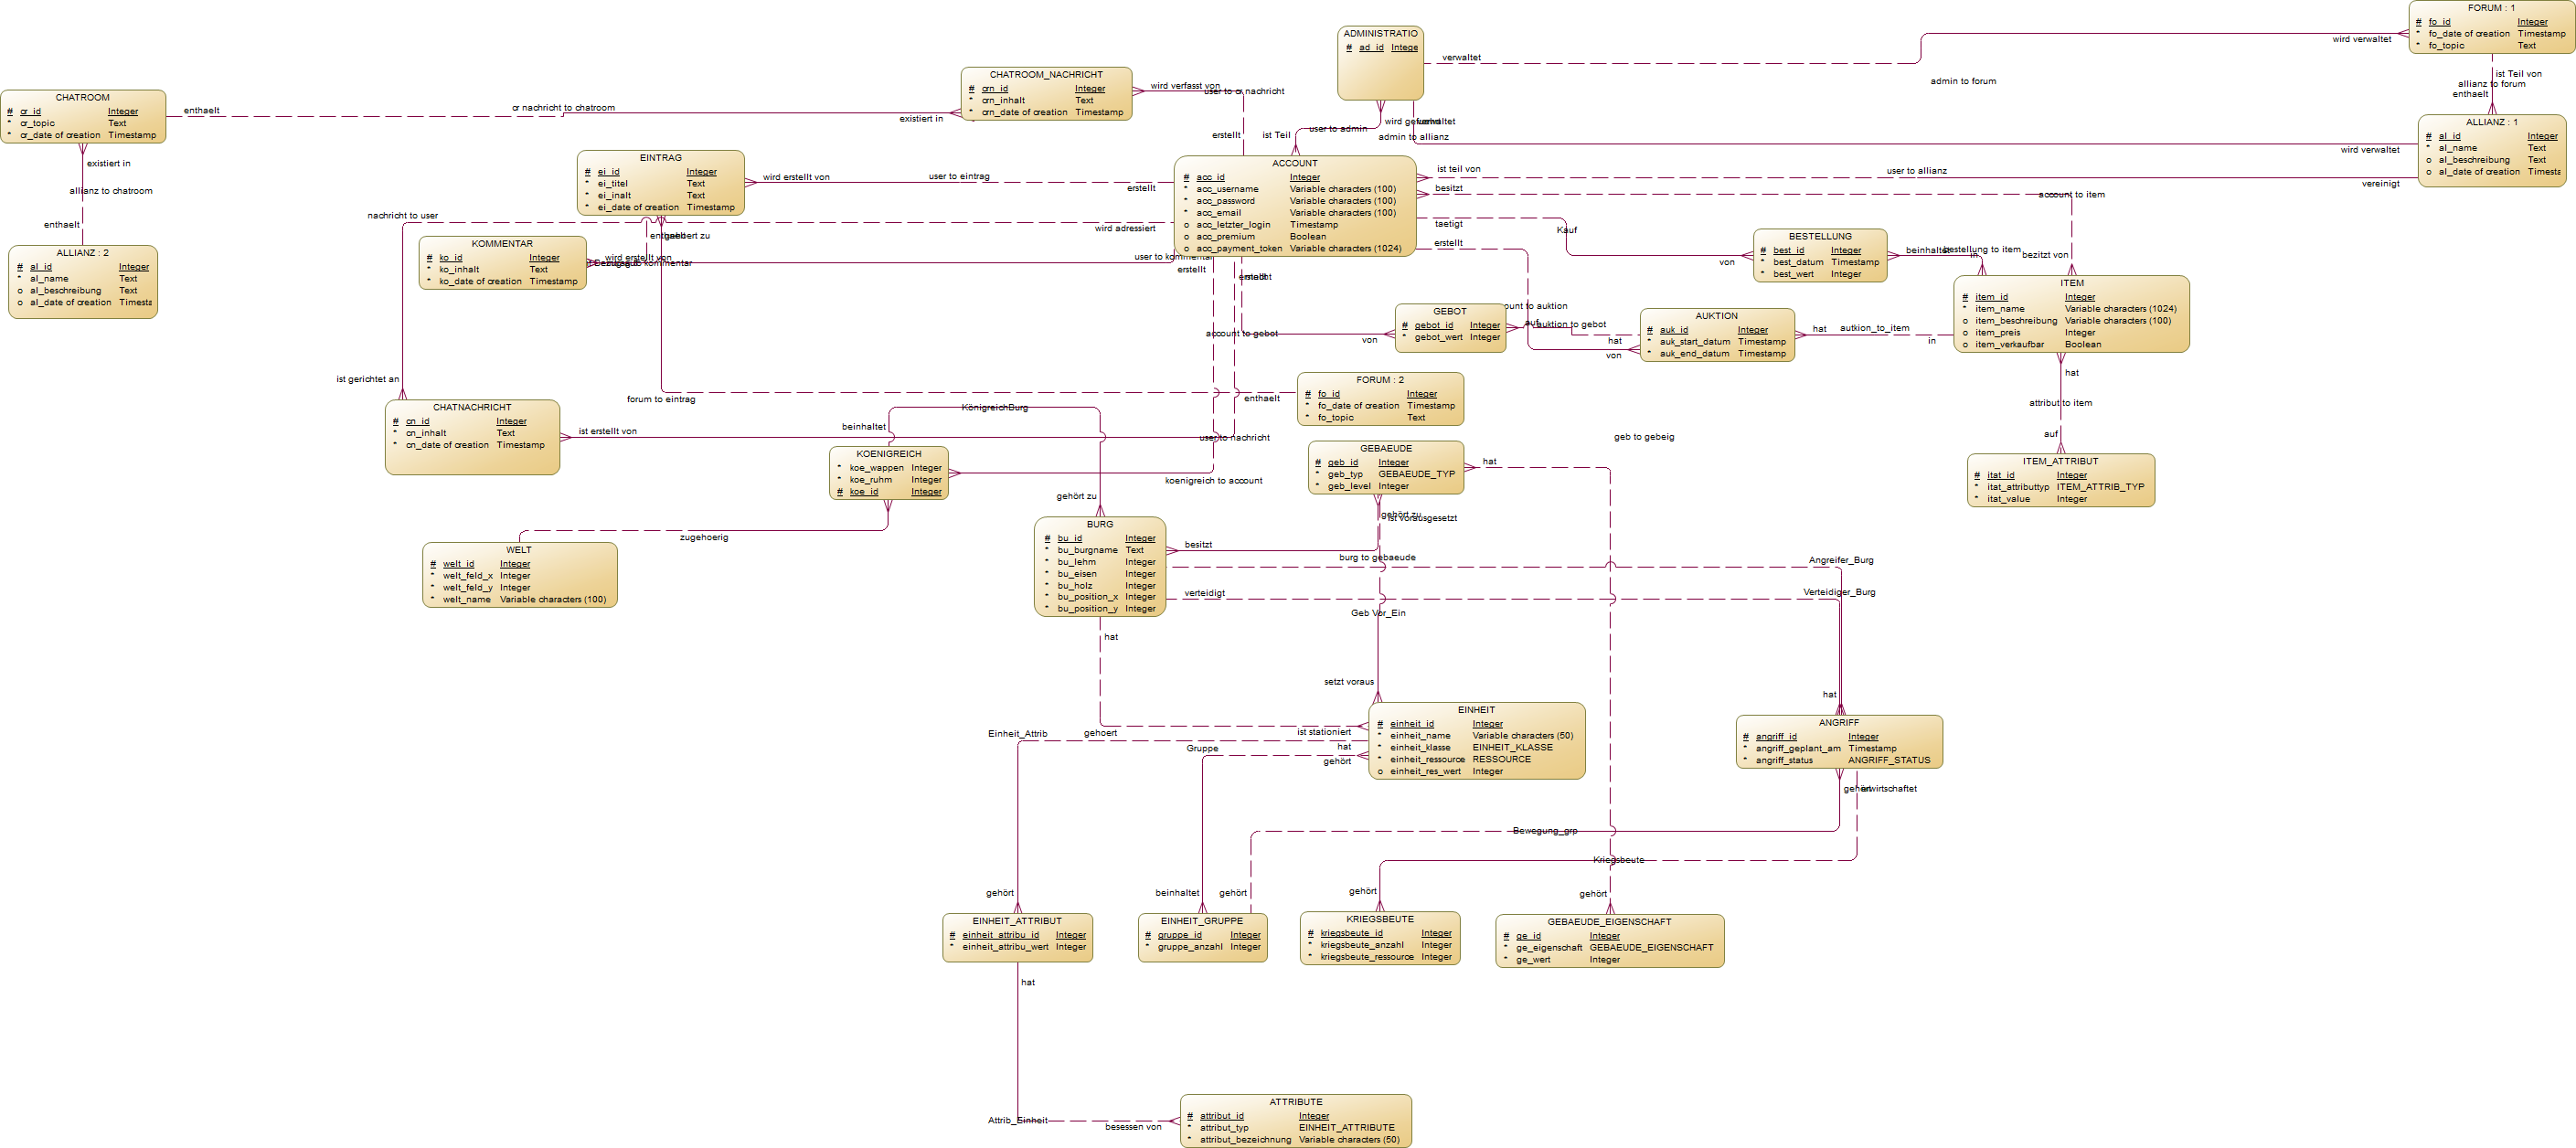 FORUM : 1
# fo_id Integer
* fo_date of creation Timestamp
* fo_topic Text
ADMINISTRATIO
# ad_id Intege
verwaltet
wird verwaltet
admin to forum
ist Teil von
allianz to forum
enthaelt
CHATROOM_NACHRICHT
# crn_id Integer
* crn_inhalt Text
* crn_date of creation Timestamp
wird verfasst von
user to nachricht
erstellt
existiert in
cr nachricht to chatroom
enthaelt
CHATROOM
# cr_id Integer
* cr_topic Text
* cr_date of creation Timestamp
existiert in
allianz to chatroom
enthaelt
ALLIANZ : 2
# al_id Integer
* al_name Text
o al_beschreibung Text
o al_date of creation Timesta
ist Teil
user to admin
admin to allianz
wird verwaltet
ALLIANZ : 1
# al_id Integer
* al_name Text
o al_beschreibung Text
o al_date of creation Timesta
ist teil von
user to allianz
vereinigt
EINTRAG
# ei_id Integer
* ei_titel Text
* ei_inalt Text
* ei_date of creation Timestamp
wird erstellt von
user to eintrag
erstellt
ACCOUNT
# acc_id Integer
* acc_username Variable characters (100)
* acc_password Variable characters (100)
* acc_email Variable characters (100)
o acc_letzter_login Timestamp
o acc_premium Boolean
o acc_payment_token Variable characters (1024)
besitzt
account to item
bezitzt von
taetigt
Kauf
von
erstellt
nachricht to user
wird adressiert
ist gerichtet an
KOMMENTAR
# ko_id Integer
* ko_inhalt Text
* ko_date of creation Timestamp
wird erstellt von
erstellt
BESTELLUNG
# best_id Integer
* best_datum Timestamp
* best_wert Integer
beinhaltet
bestellung to item
in
ITEM
# item_id Integer
* item_name Variable characters (1024)
o item_beschreibung Variable characters (100)
o item_preis Integer
o item_verkaufbar Boolean
GEBOT
# gebot_id Integer
* gebot_wert Integer
account to gebot
von
auf
auktion to gebot
hat
von
AUKTION
# auk_id Integer
* auk_start_datum Timestamp
* auk_end_datum Timestamp
hat
autkion_to_item
in
hat
attribut to item
auf
ITEM_ATTRIBUT
# itat_id Integer
* itat_attributtyp ITEM_ATTRIB_TYP
* itat_value Integer
FORUM : 2
# fo_id Integer
* fo_date of creation Timestamp
* fo_topic Text
forum to eintrag
enthaelt
CHATNACHRICHT
# cn_id Integer
* cn_inhalt Text
* cn_date of creation Timestamp
ist erstellt von
user to nachricht
KönigreichBurg
beinhaltet
KOENIGREICH
* koe_wappen Integer
* koe_ruhm Integer
# koe_id Integer
koenigreich to account
gehört zu
zugehoerig
WELT
# welt_id Integer
* welt_feld_x Integer
* welt_feld_y Integer
* welt_name Variable characters (100)
GEBAEUDE
# geb_id Integer
* geb_typ GEBAEUDE_TYP
* geb_level Integer
hat
geb to gebeig
gehört zu
ist vorausgesetzt
BURG
# bu_id Integer
* bu_burgname Text
* bu_lehm Integer
* bu_eisen Integer
* bu_holz Integer
* bu_position_x Integer
* bu_position_y Integer
besitzt
burg to gebaeude
Angreifer_Burg
verteidigt
Verteidiger_Burg
Geb Vor_Ein
hat
setzt voraus
hat
EINHEIT
# einheit_id Integer
* einheit_name Variable characters (50)
* einheit_klasse EINHEIT_KLASSE
* einheit_ressource RESSOURCE
o einheit_res_wert Integer
gehoert
ist stationiert
Einheit_Attrib
hat
Gruppe
gehört
ANGRIFF
# angriff_id Integer
* angriff_geplant_am Timestamp
* angriff_status ANGRIFF_STATUS
Bewegung_grp
Kriegsbeute
gehört
beinhaltet
gehört
gehört
gehört
EINHEIT_ATTRIBUT
# einheit_attribu_id Integer
* einheit_attribu_wert Integer
EINHEIT_GRUPPE
# gruppe_id Integer
* gruppe_anzahl Integer
KRIEGSBEUTE
# kriegsbeute_id Integer
* kriegsbeute_anzahl Integer
* kriegsbeute_ressource Integer
GEBAEUDE_EIGENSCHAFT
# ge_id Integer
* ge_eigenschaft GEBAEUDE_EIGENSCHAFT
* ge_wert Integer
hat
Attrib_Einheit
besessen von
ATTRIBUTE
# attribut_id Integer
* attribut_typ EINHEIT_ATTRIBUTE
* attribut_bezeichnung Variable characters (50)